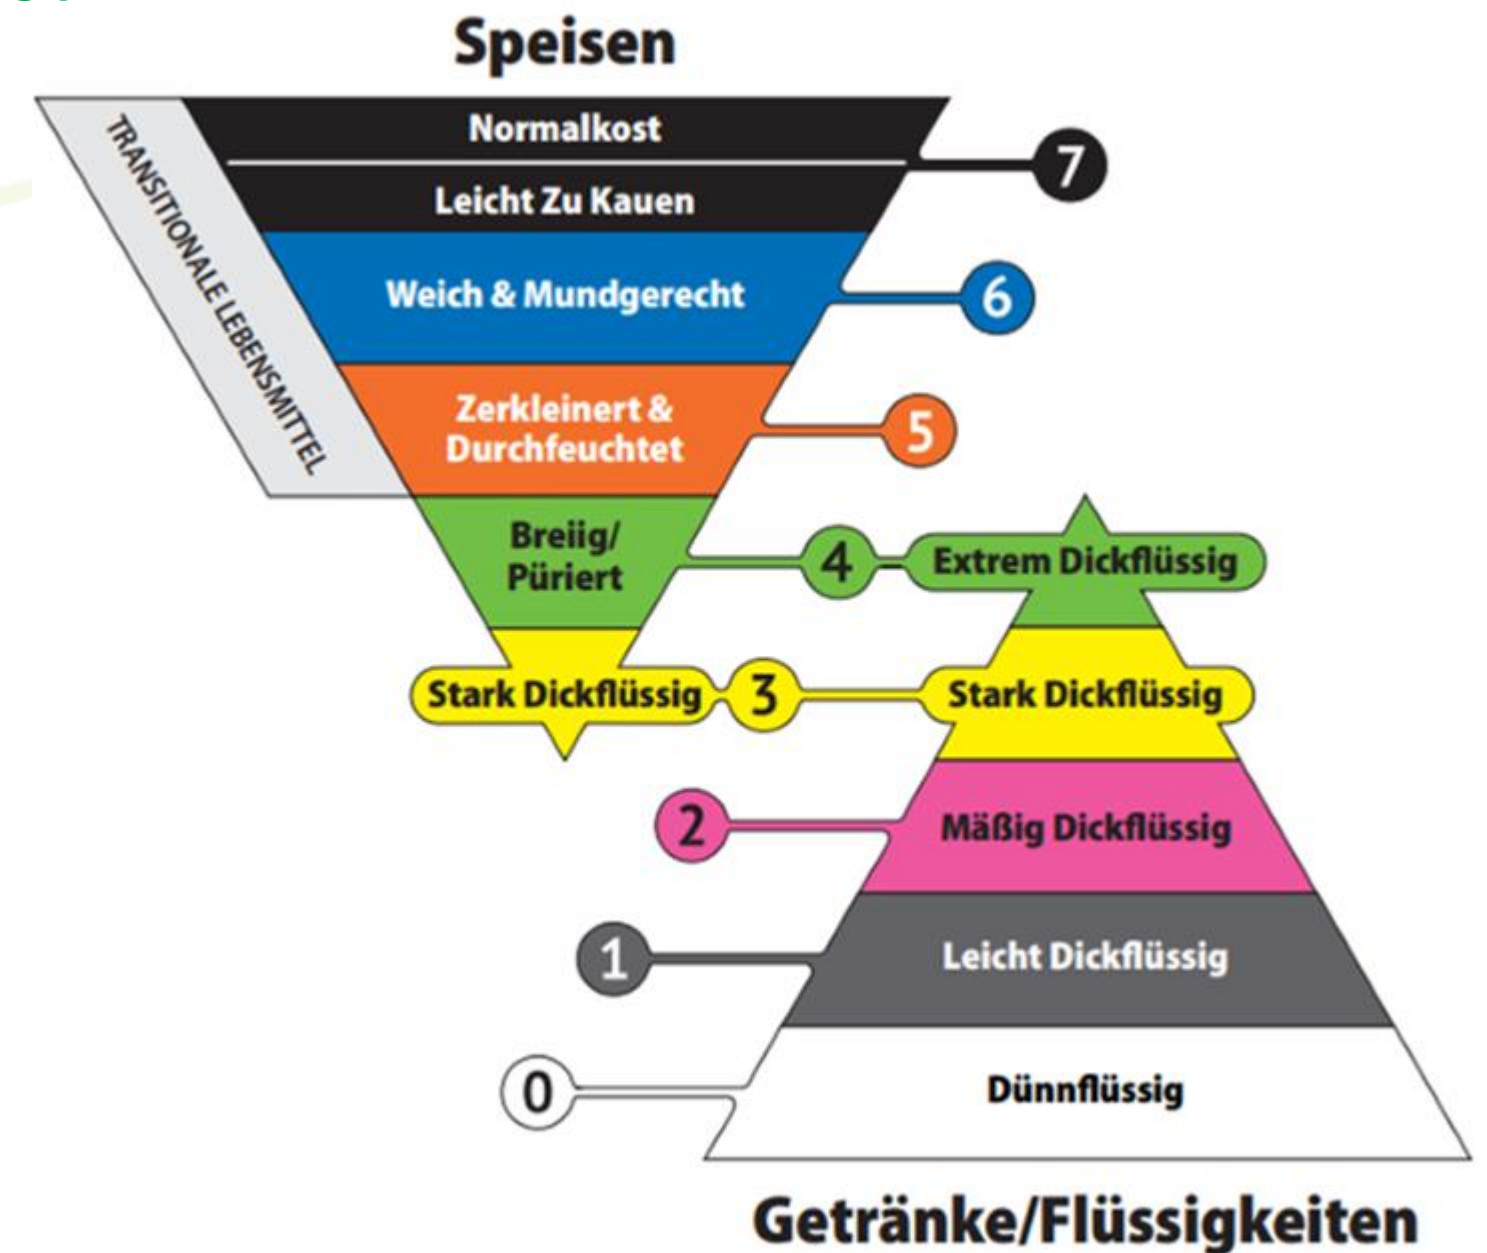 Speisen
TRANSITIONALE LEBENSMITTEL
Normalkost
7
Leicht Zu Kauen
Weich & Mundgerecht
6
Zerkleinert &
Durchfeuchtet
5
Breiig/
Püriert
4
Extrem Dickflüssig
Stark Dickflüssig
3
Stark Dickflüssig
2
Mäßig Dickflüssig
1
Leicht Dickflüssig
0
Dünnflüssig
Getränke/Flüssigkeiten